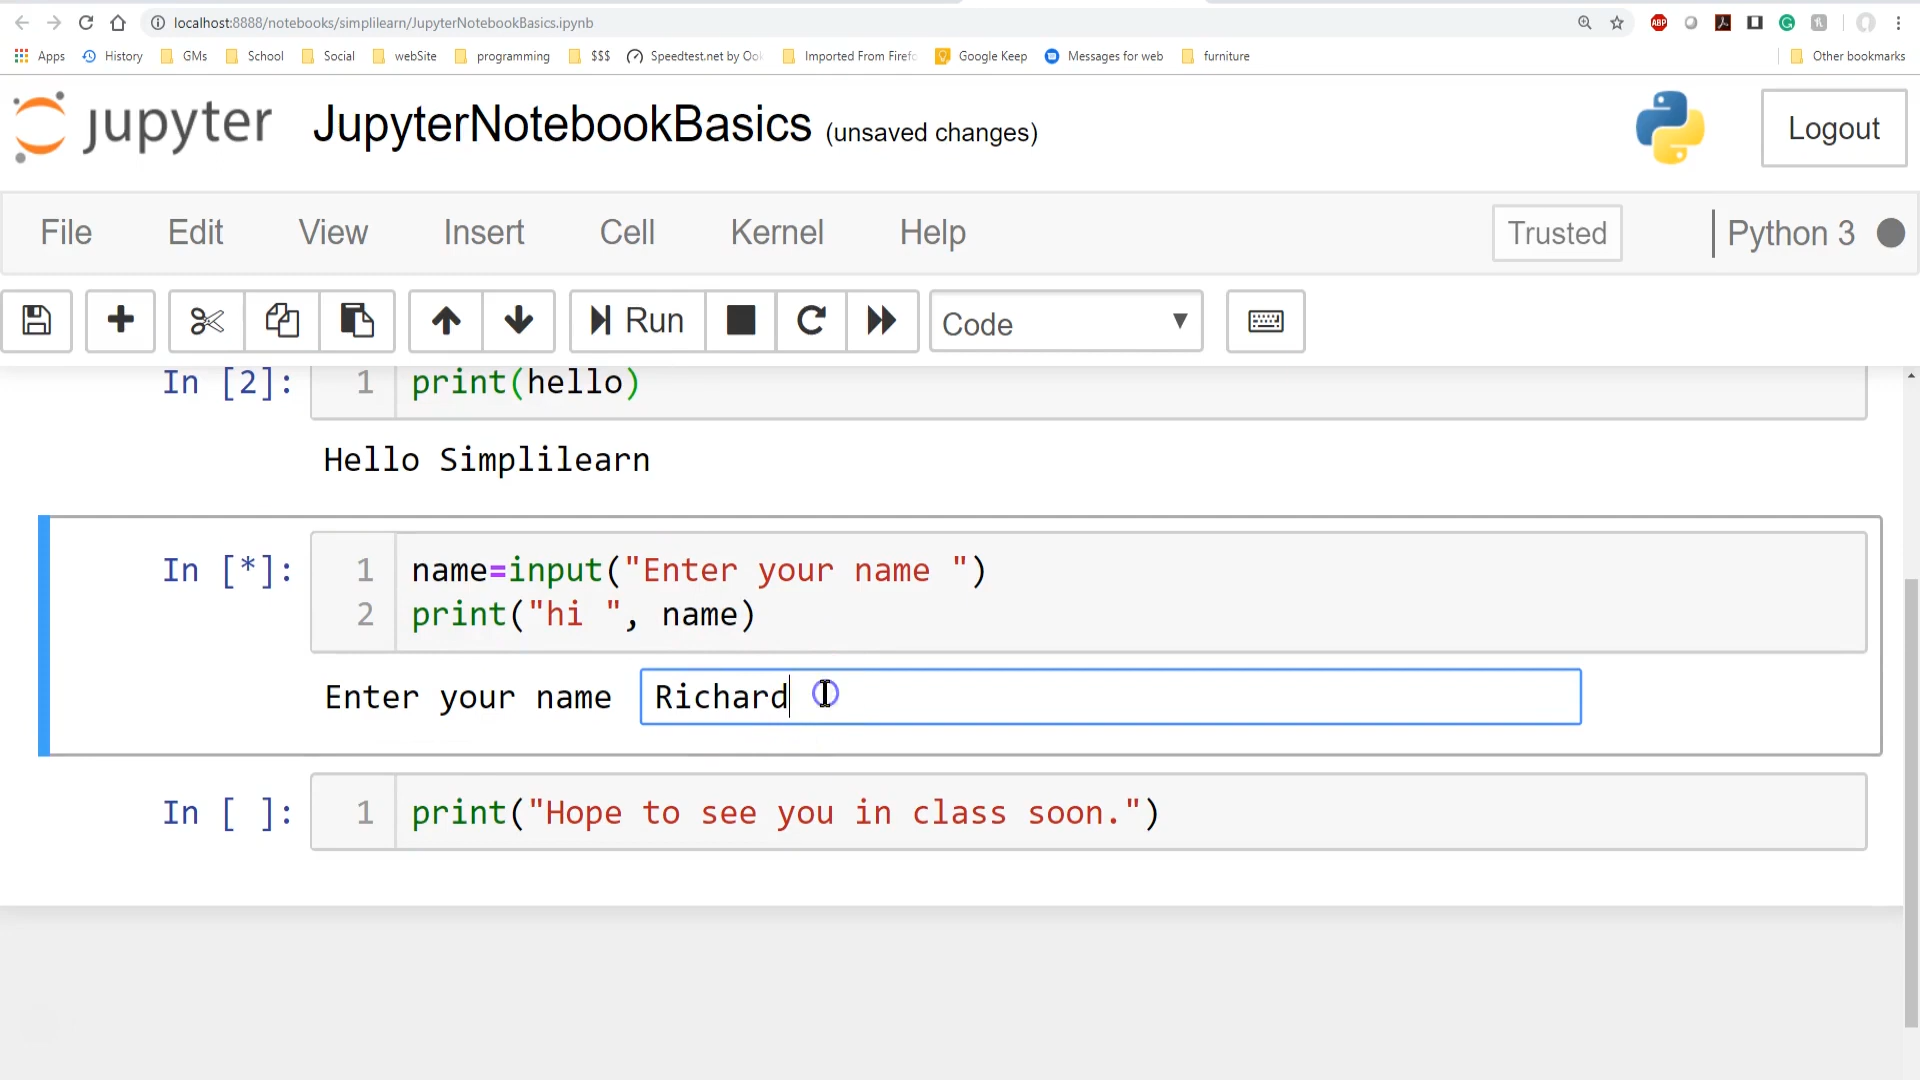 localhost:8888/notebooks/simplilearn/JupyterNotebookBasics.ipynb
ABP
Apps History GMs School Social webSite programming $$$ Speedtest.net by Ook Imported From Firefo Google Keep Messages for web furniture Other bookmarks
jupyter JupyterNotebookBasics (unsaved changes) Logout
File Edit View Insert Cell Kernel Help Trusted Python 3
Run Code
In [2]: 1 print(hello)
Hello Simplilearn
In [*]: 1 name=input("Enter your name ")
2 print("hi ", name)
Enter your name Richard
In [ ]: 1 print("Hope to see you in class soon.")